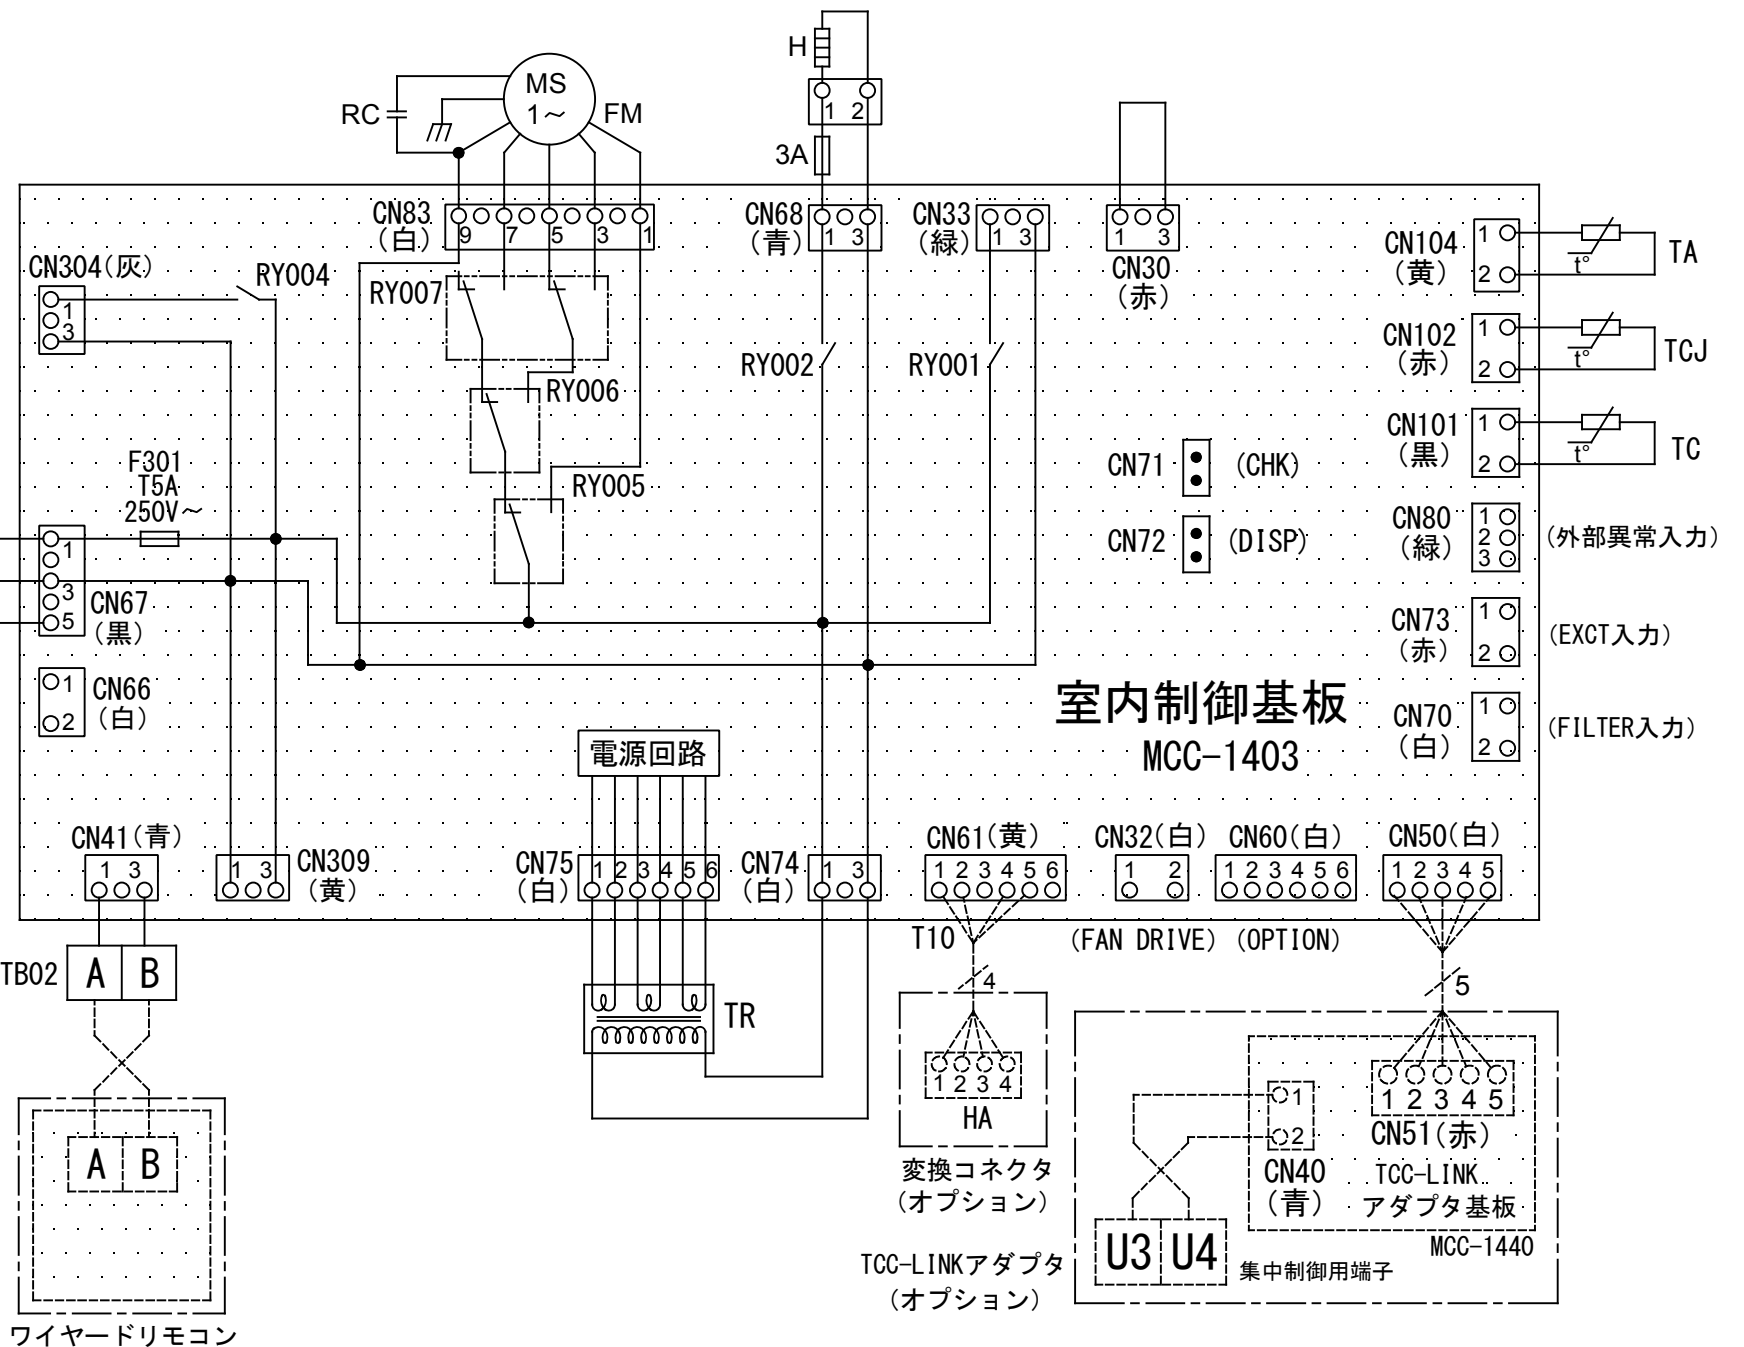 H
MS
1～
RC
FM
1 2
3A
CN83
(白)
9 7 5 3 1
CN68
(青)
1 3
CN33
(緑)
1 3
1 3
CN30
(赤)
CN104
(黄)
1
2
t°
TA
CN304(灰)
1
3
RY004
RY007
RY002
RY001
CN102
(赤)
1
2
t°
TCJ
RY006
CN101
(黒)
1
2
t°
TC
F301
T5A
250V～
RY005
CN71
(CHK)
CN72
(DISP)
CN80
(緑)
1
2
3
(外部異常入力)
1
3
5
CN67
(黒)
CN73
(赤)
1
2
(EXCT入力)
1
2
CN66
(白)
室内制御基板
MCC-1403
CN70
(白)
1
2
(FILTER入力)
電源回路
CN41(青)
1 3
1 3
CN309
(黄)
CN75
(白)
1 2 3 4 5 6
CN74
(白)
1 3
CN61(黄)
1 2 3 4 5 6
CN32(白)
1 2
CN60(白)
1 2 3 4 5 6
CN50(白)
1 2 3 4 5
T10
(FAN DRIVE)
(OPTION)
TB02
A B
4
5
TR
1 2 3 4
HA
変換コネクタ
(オプション)
1
2
CN40
(青)
1 2 3 4 5
CN51(赤)
TCC-LINK
アダプタ基板
MCC-1440
A B
U3 U4
集中制御用端子
TCC-LINKアダプタ
(オプション)
ワイヤードリモコン